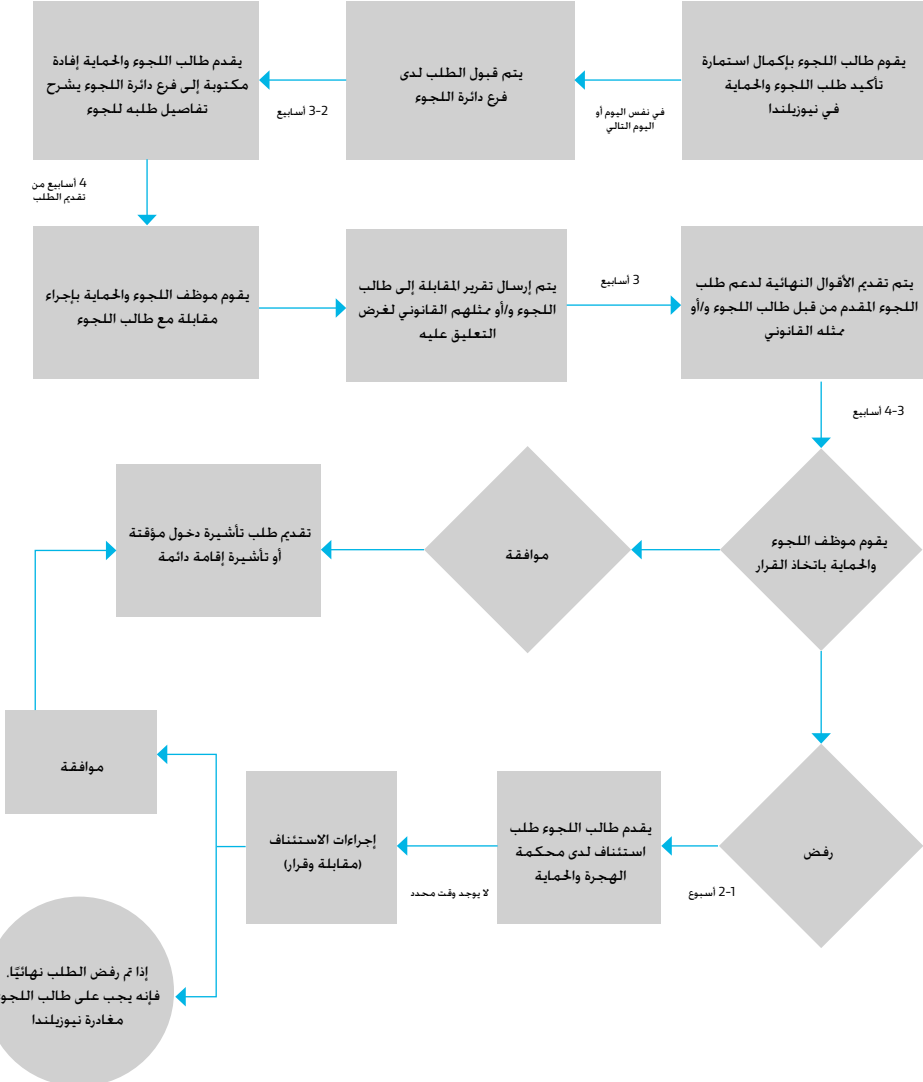 يقوم طالب اللجوء بإكمال استمارة
تأكيد طلب اللجوء والحماية
في نيوزيلندا
في نفس اليوم أو
اليوم التالي
يتم قبول الطلب لدى
فرع دائرة اللجوء
2-3 أسابيع
يقدم طالب اللجوء والحماية إفادة
مكتوبة إلى فرع دائرة اللجوء يشرح
تفاصيل طلبه للجوء
4 أسابيع من
تقديم الطلب
يقوم موظف اللجوء والحماية بإجراء
مقابلة مع طالب اللجوء
يتم إرسال تقرير المقابلة إلى طالب
اللجوء و/أو ممثلهم القانوني لغرض
التعليق عليه
3 أسابيع
يتم تقديم الأقوال النهائية لدعم طلب
اللجوء المقدم من قبل طالب اللجوء و/أو
ممثله القانوني
3-4 أسابيع
يقوم موظف اللجوء
والحماية باتخاذ القرار
موافقة
تقديم طلب تأشيرة دخول مؤقتة
أو تأشيرة إقامة دائمة
رفض
1-2 أسبوع
يقدم طالب اللجوء طلب
استئناف لدى محكمة
الهجرة والحماية
لا يوجد وقت محدد
إجراءات الاستئناف
(مقابلة وقرار)
موافقة
إذا تم رفض الطلب نهائيًا.
فإنه يجب على طالب اللجوء
مغادرة نيوزيلندا